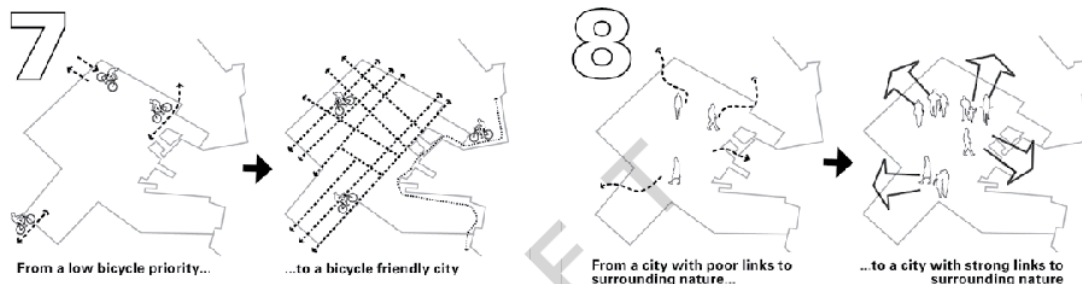 7
From a low bicycle priority...
...to a bicycle friendly city
8
From a city with poor links to
surrounding nature...
...to a city with strong links to
surrounding nature